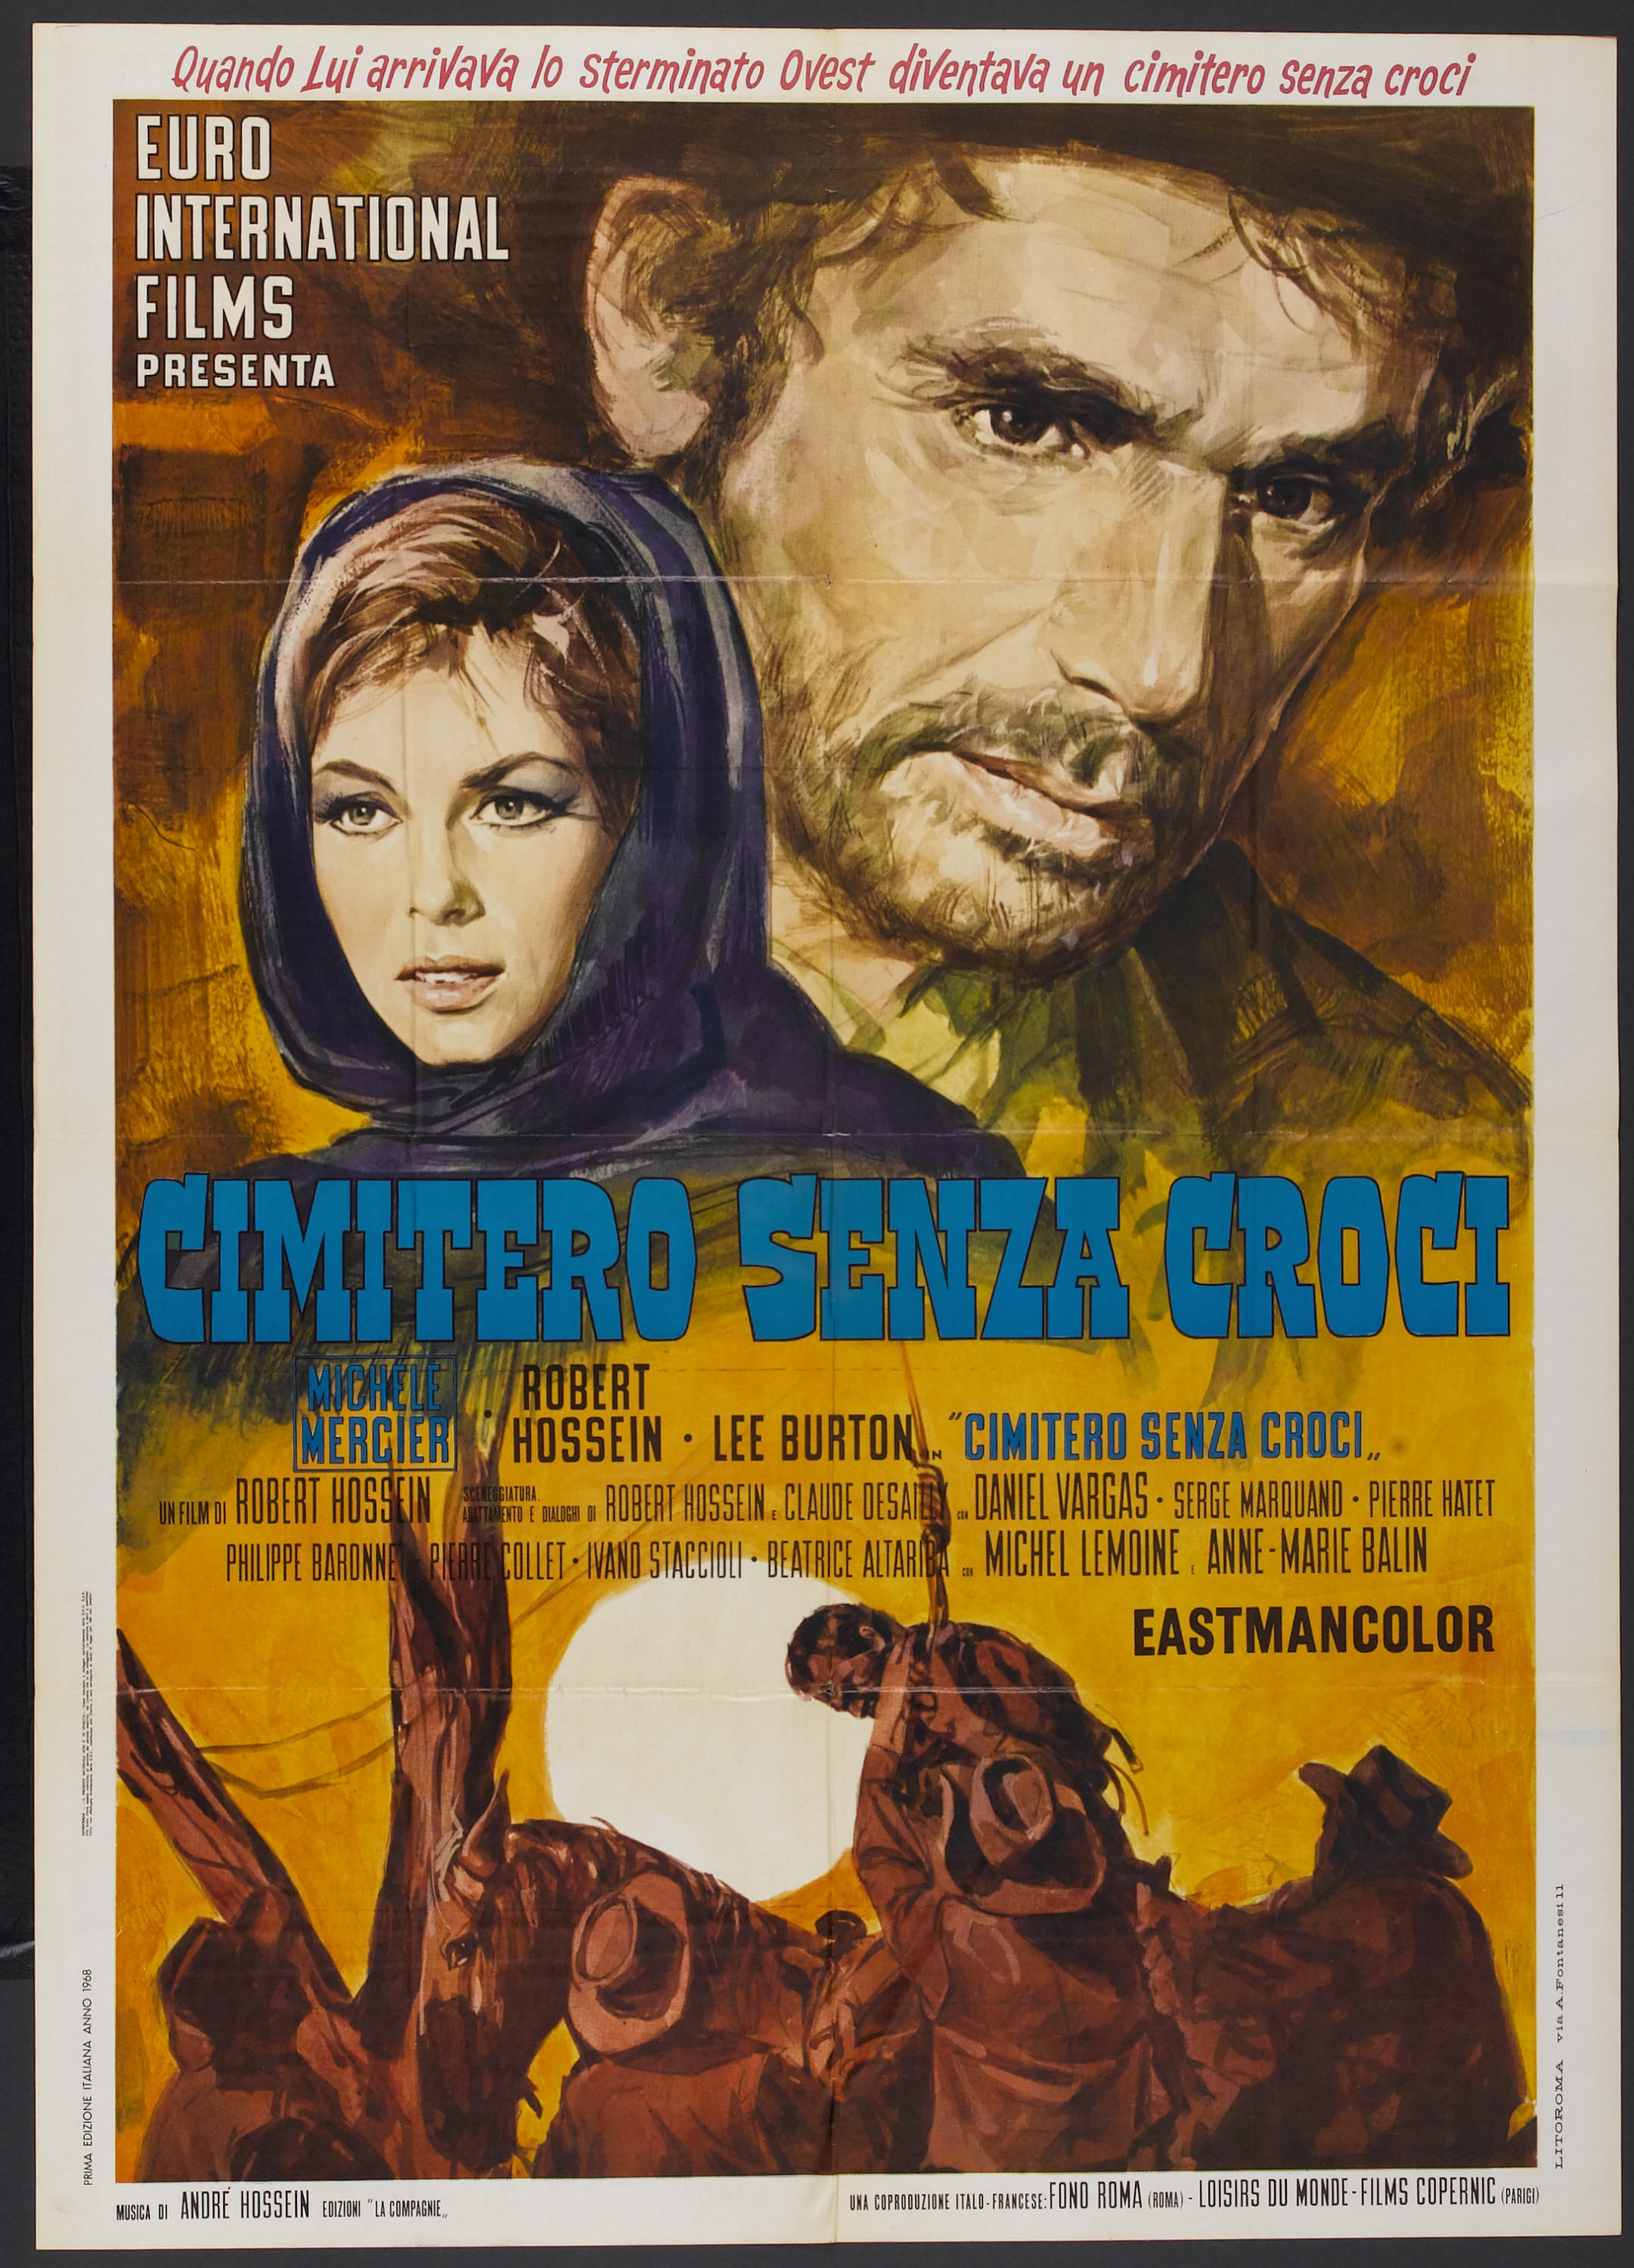 Quando Lui arrivava lo sterminato Ovest diventava un cimitero senza croci
EURO
INTERNATIONAL
FILMS
PRESENTA
CIMITERO SENZA CROCI
MICHÈLE
MERCIER
· ROBERT
HOSSEIN · LEE BURTON IN "CIMITERO SENZA CROCI„
UN FILM DI ROBERT HOSSEIN SCENEGGIATURA, ADATTAMENTO E DIALOGHI DI ROBERT HOSSEIN E CLAUDE DESAILLY CON DANIEL VARGAS · SERGE MARQUAND · PIERRE HATET
PHILIPPE BARONNET · PIERRE COLLET · IVANO STACCIOLI · BEATRICE ALTARIBA CON MICHEL LEMOINE E ANNE-MARIE BALIN
EASTMANCOLOR
PRIMA EDIZIONE ITALIANA ANNO 1968
LITOROMA via A.Fontanesi 11
MUSICA DI ANDRÉ HOSSEIN EDIZIONI "LA COMPAGNIE„
UNA COPRODUZIONE ITALO-FRANCESE: FONO ROMA (ROMA) - LOISIRS DU MONDE-FILMS COPERNIC (PARIGI)